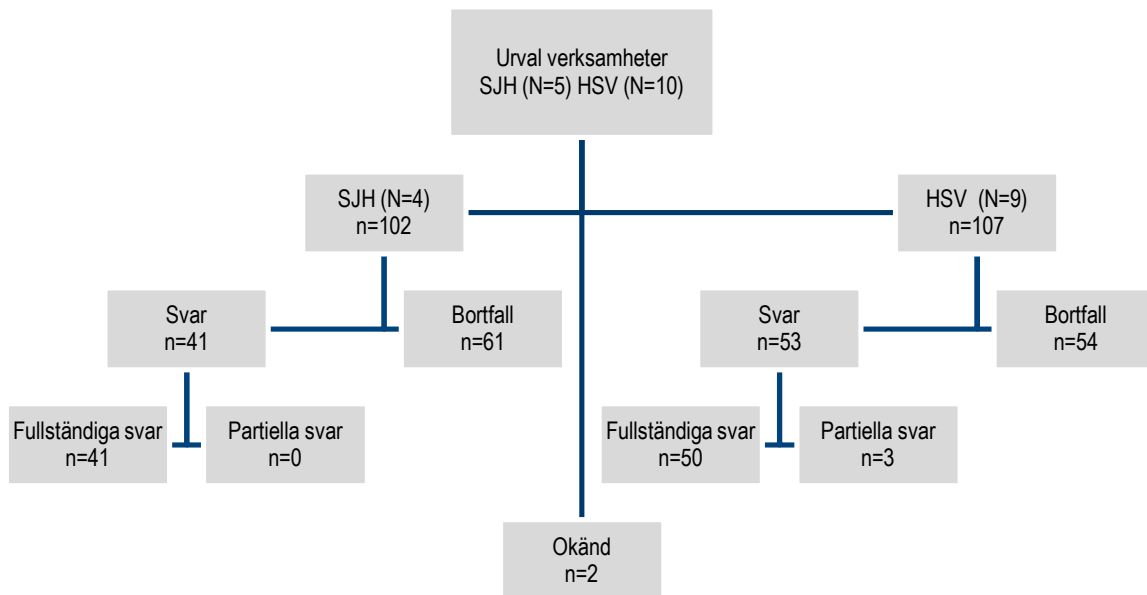 Urval verksamheter
SJH (N=5) HSV (N=10)
SJH (N=4)
n=102
HSV (N=9)
n=107
Svar
n=41
Bortfall
n=61
Svar
n=53
Bortfall
n=54
Fullständiga svar
n=41
Partiella svar
n=0
Fullständiga svar
n=50
Partiella svar
n=3
Okänd
n=2